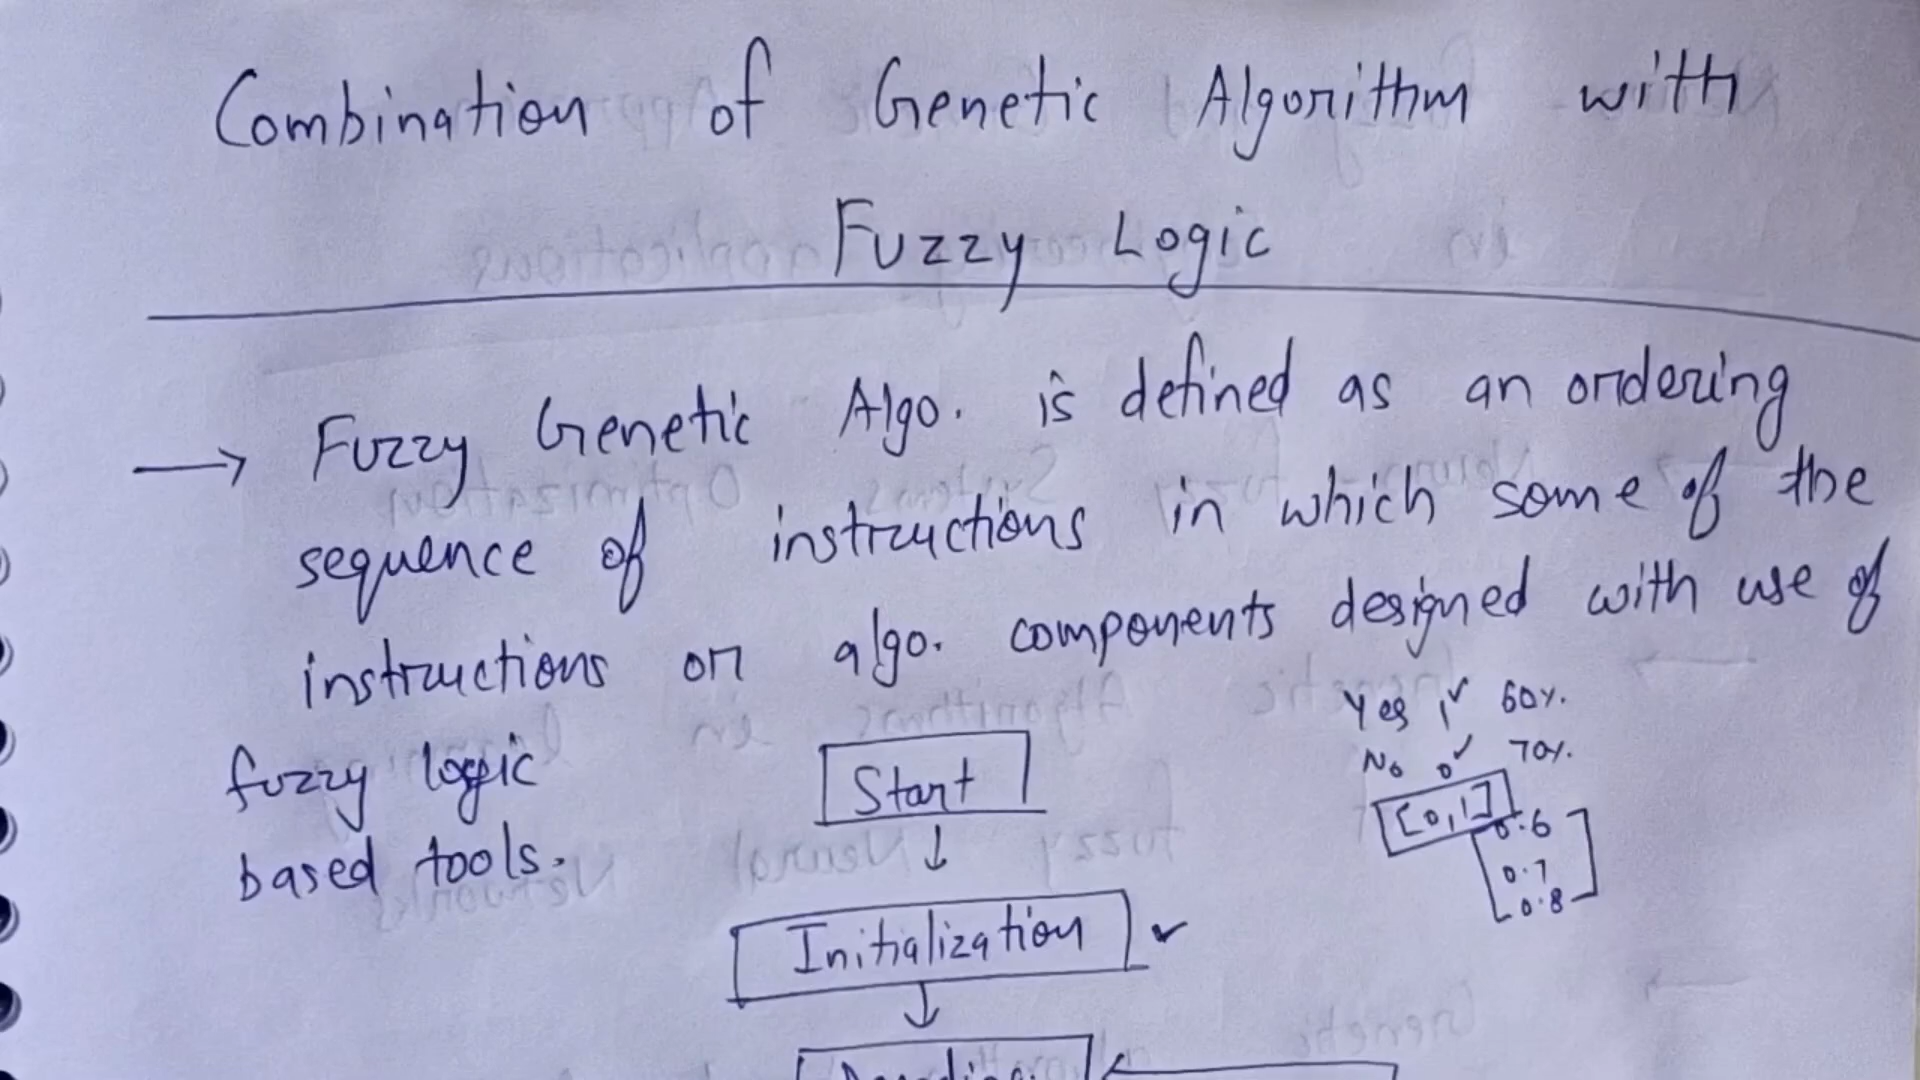 Combination of Genetic Algorithm with
Fuzzy Logic
→ Fuzzy Genetic Algo. is defined as an ordering
sequence of instructions in which some of the
instructions or algo. components designed with use of
fuzzy logic
based tools.
Yes 1 ✓ 60%.
No 0 ✓ 70%.
[0,1]
0.6
0.7
0.8
Start
↓
Initialization ✓
↓